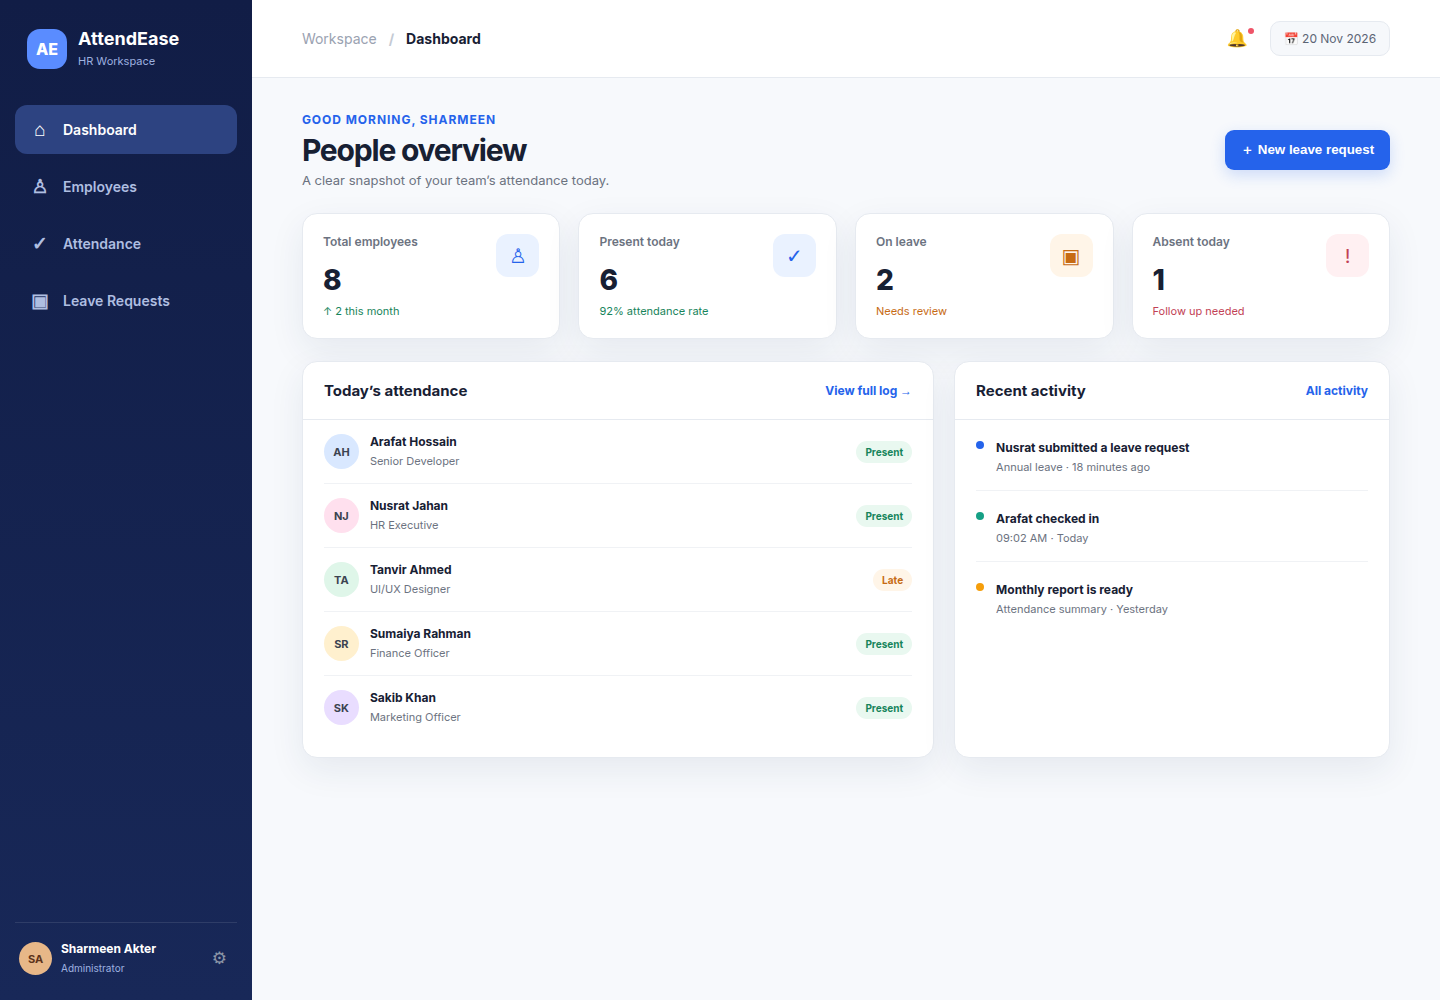 AE
AttendEase
HR Workspace
Dashboard
Employees
Attendance
Leave Requests
SA
Sharmeen Akter
Administrator
Workspace / Dashboard
20 Nov 2026
GOOD MORNING, SHARMEEN
People overview
A clear snapshot of your team’s attendance today.
+ New leave request
Total employees
8
↑ 2 this month
Present today
6
92% attendance rate
On leave
2
Needs review
Absent today
1
Follow up needed
!
Today’s attendance
View full log →
AH
Arafat Hossain
Senior Developer
Present
NJ
Nusrat Jahan
HR Executive
Present
TA
Tanvir Ahmed
UI/UX Designer
Late
SR
Sumaiya Rahman
Finance Officer
Present
SK
Sakib Khan
Marketing Officer
Present
Recent activity
All activity
Nusrat submitted a leave request
Annual leave · 18 minutes ago
Arafat checked in
09:02 AM · Today
Monthly report is ready
Attendance summary · Yesterday